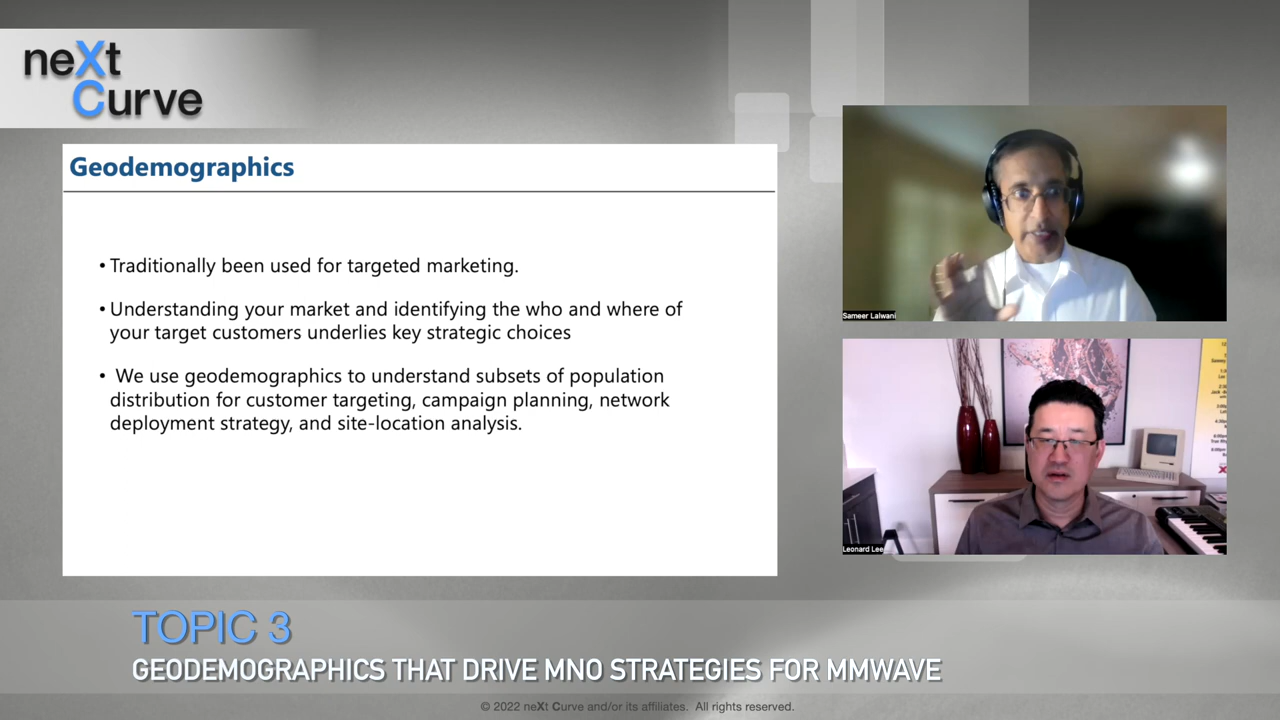 neXt
Curve
Geodemographics
• Traditionally been used for targeted marketing.
• Understanding your market and identifying the who and where of
your target customers underlies key strategic choices
• We use geodemographics to understand subsets of population
distribution for customer targeting, campaign planning, network
deployment strategy, and site-location analysis.
Sameer Lalwani
Leonard Lee
TOPIC 3
GEODEMOGRAPHICS THAT DRIVE MNO STRATEGIES FOR MMWAVE
© 2022 neXt Curve and/or its affiliates. All rights reserved.